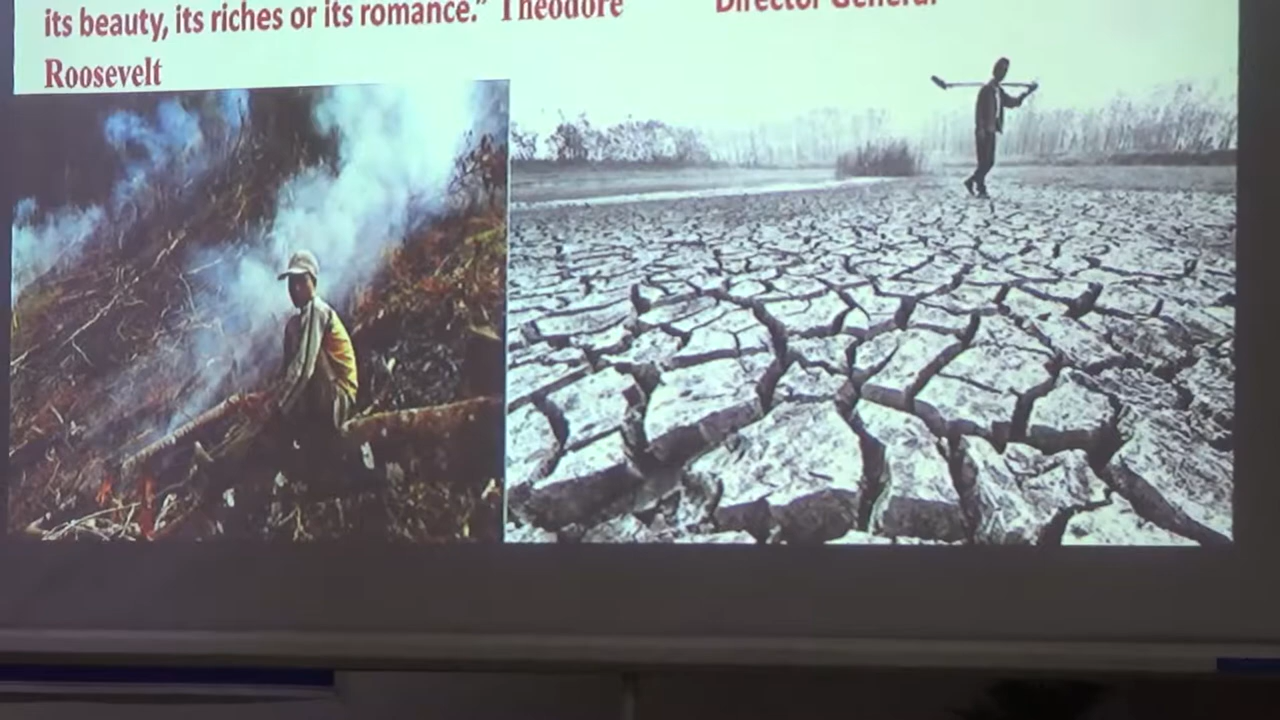 its beauty, its riches or its romance.” Theodore
Roosevelt
Director General